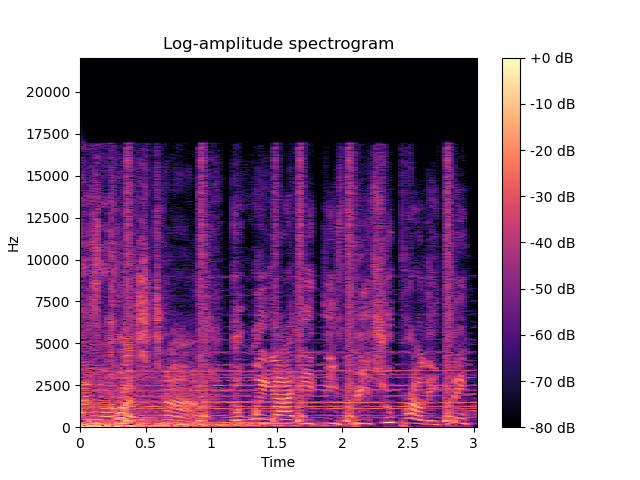 Log-amplitude spectrogram
Hz
20000
17500
15000
12500
10000
7500
5000
2500
0
0 0.5 1 1.5 2 2.5 3
Time
+0 dB
-10 dB
-20 dB
-30 dB
-40 dB
-50 dB
-60 dB
-70 dB
-80 dB